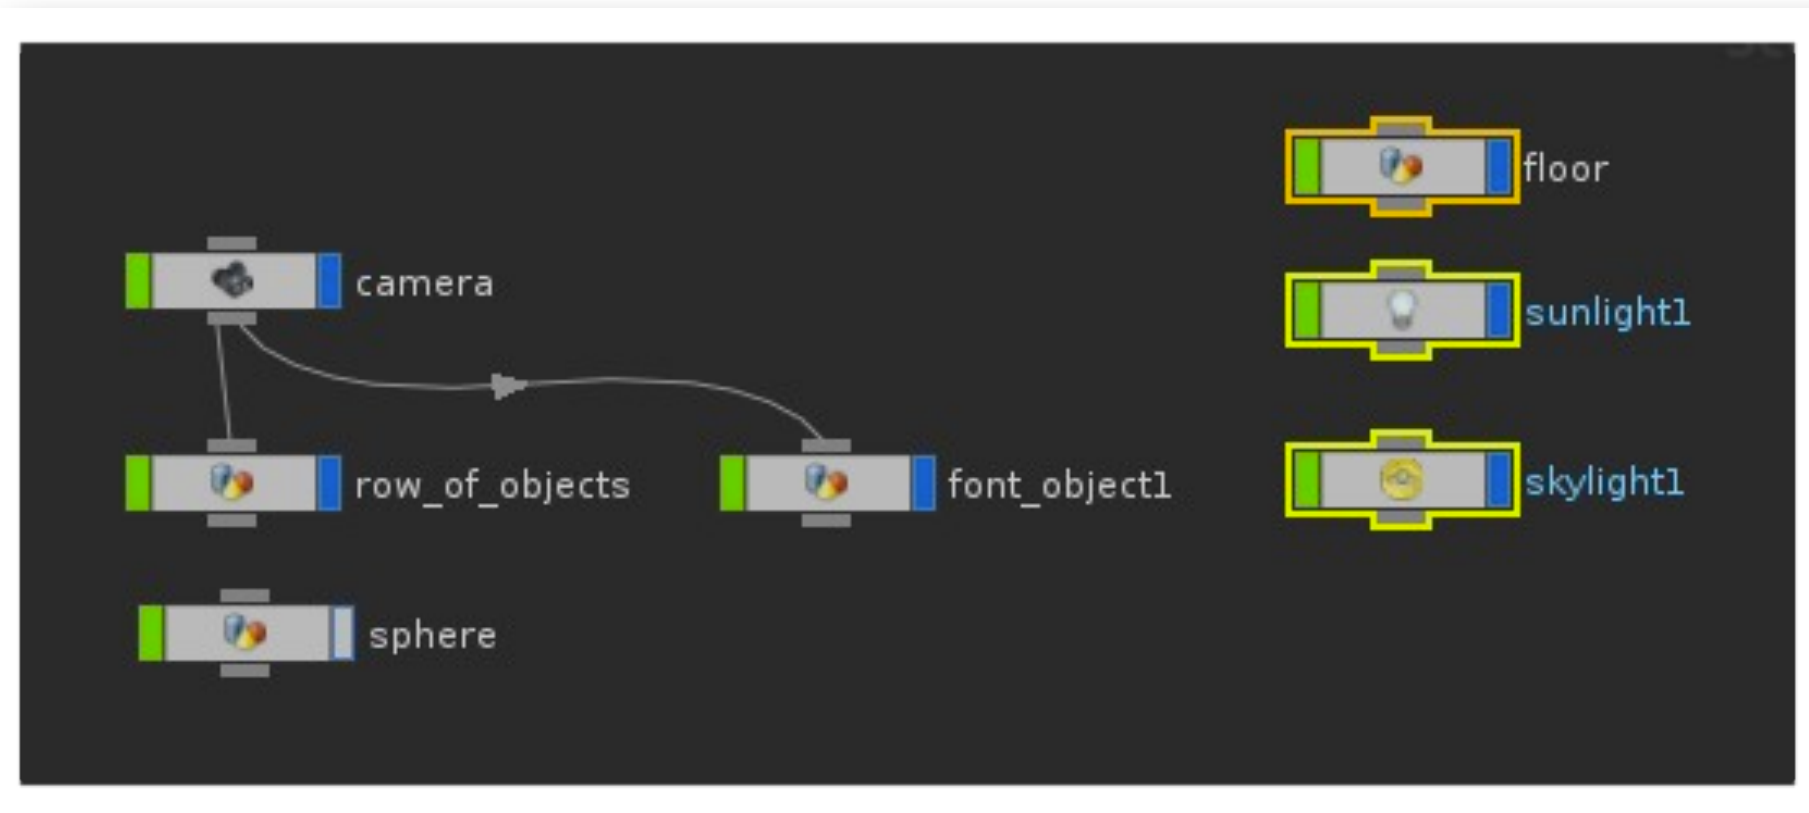 floor
camera
sunlight1
row_of_objects
font_object1
skylight1
sphere